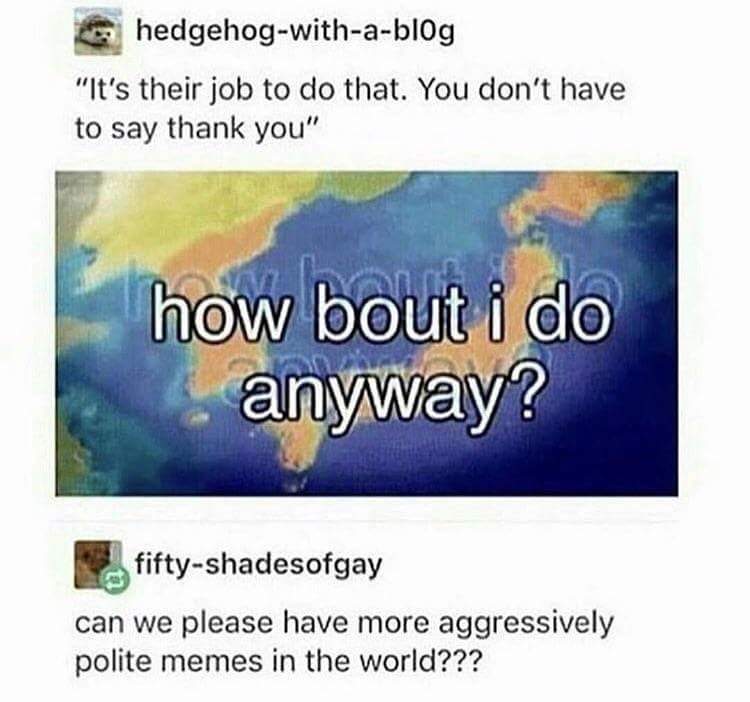 hedgehog-with-a-bl0g
"It's their job to do that. You don't have
to say thank you"
how bout i do
anyway?
fifty-shadesofgay
can we please have more aggressively
polite memes in the world???